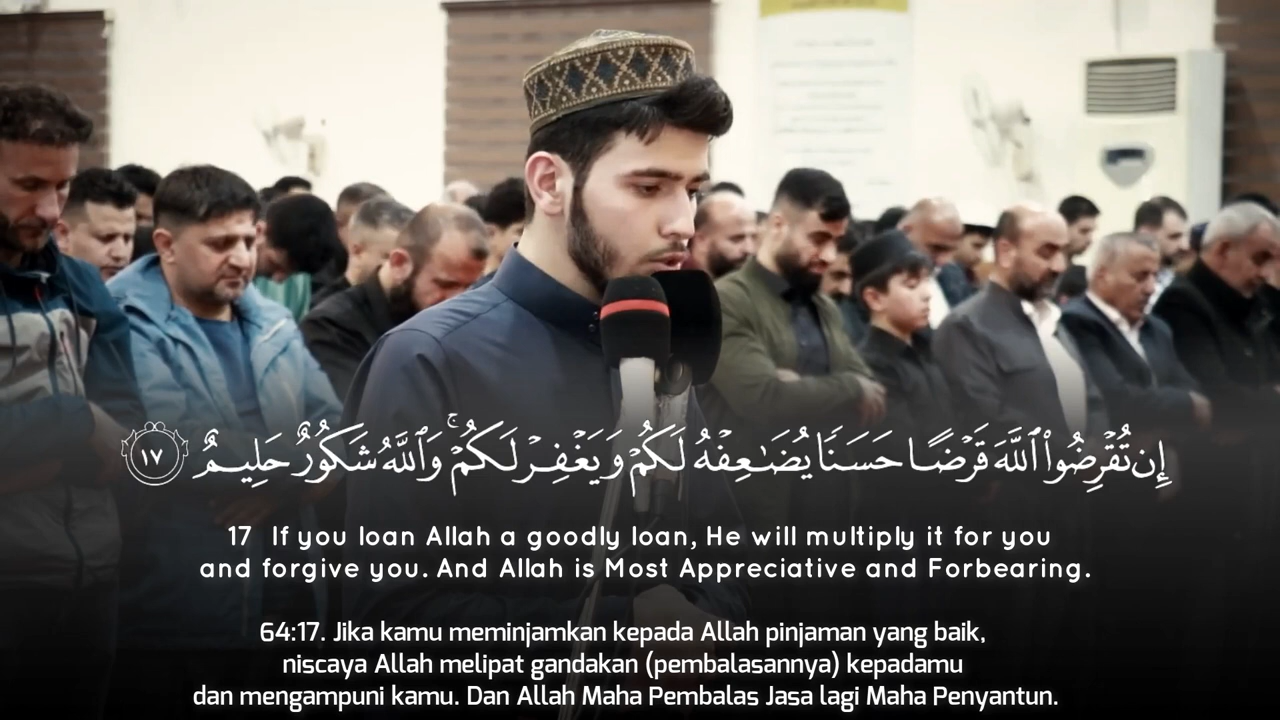 إِن تُقْرِضُوا۟ ٱللَّهَ قَرْضًا حَسَنًا يُضَـٰعِفْهُ لَكُمْ وَيَغْفِرْ لَكُمْ ۚ وَٱللَّهُ شَكُورٌ حَلِيمٌ ١٧
17 If you loan Allah a goodly loan, He will multiply it for you
and forgive you. And Allah is Most Appreciative and Forbearing.
64:17. Jika kamu meminjamkan kepada Allah pinjaman yang baik,
niscaya Allah melipat gandakan (pembalasannya) kepadamu
dan mengampuni kamu. Dan Allah Maha Pembalas Jasa lagi Maha Penyantun.